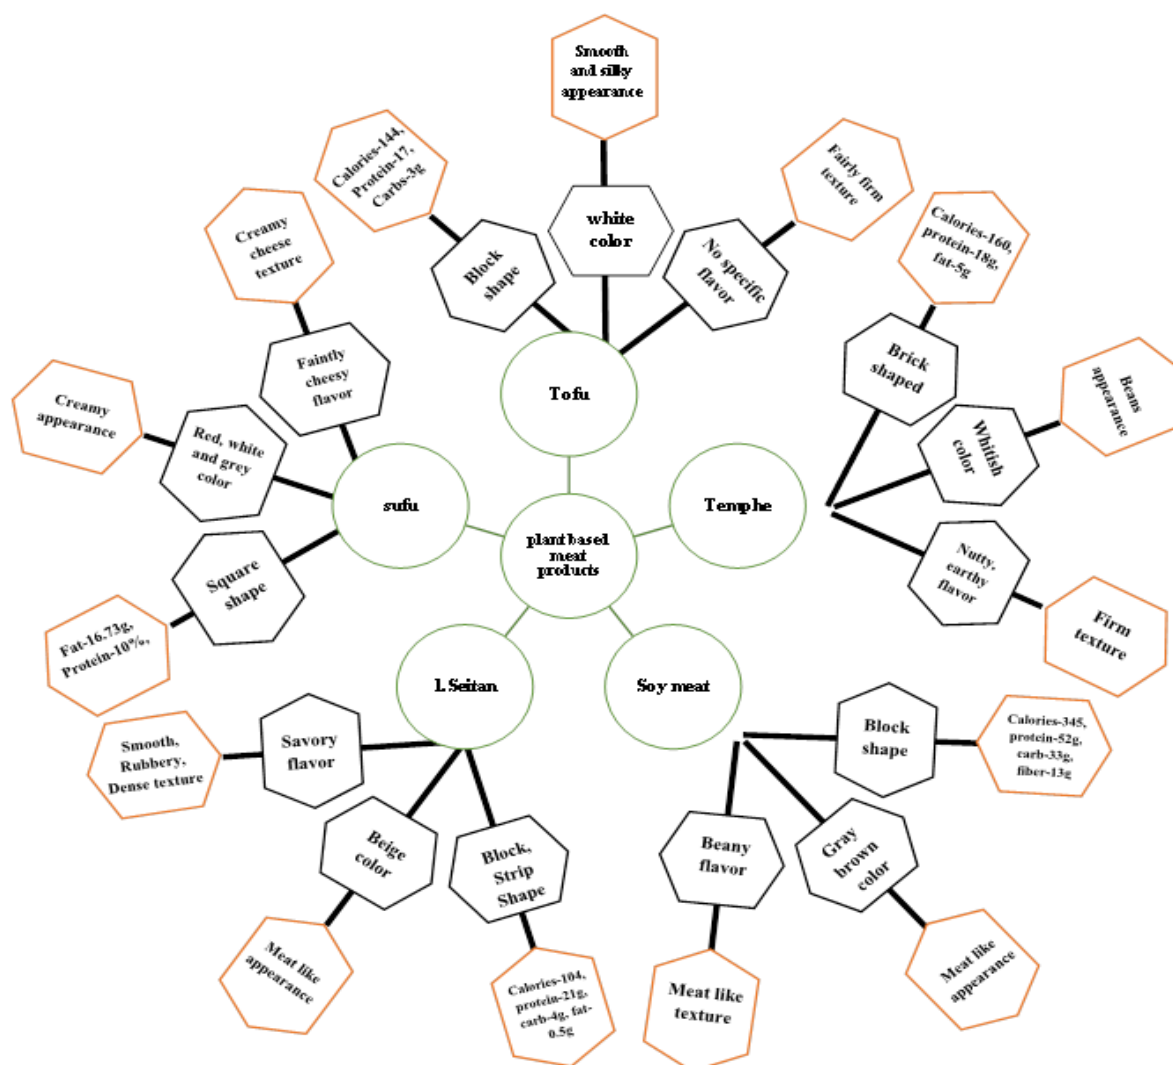 plant based
meat
products
Tofu
Block
shape
Calories-144,
Protein-17,
Carbs-3g
white
color
Smooth
and silky
appearance
No specific
flavor
Fairly firm
texture
Temphe
Brick
shaped
Calories-160,
protein-18g,
fat-5g
Whitish
color
Beans
appearance
Nutty,
earthy
flavor
Firm
texture
Soy meat
Block
shape
Calories-345,
protein-52g,
carb-33g,
fiber-13g
Gray
brown
color
Meat like
appearance
Beany
flavor
Meat like
texture
1. Seitan
Block,
Strip
Shape
Calories-104,
protein-21g,
carb-4g, fat-
0.5g
Beige
color
Meat like
appearance
Savory
flavor
Smooth,
Rubbery,
Dense texture
sufu
Square
shape
Fat-16.73g,
Protein-10%,
Red, white
and grey
color
Creamy
appearance
Faintly
cheesy
flavor
Creamy
cheese
texture